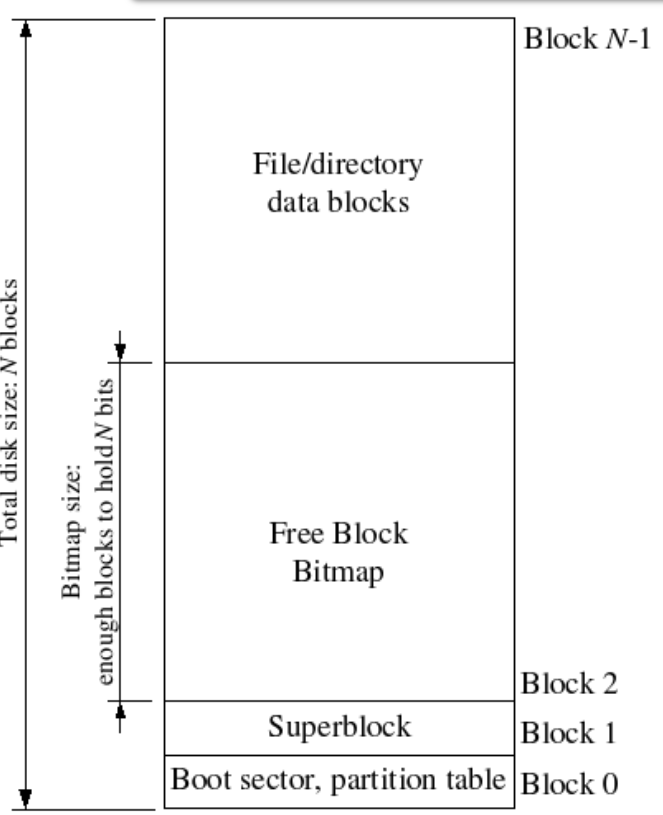 Block N-1
File/directory
data blocks
Total disk size: N blocks
Bitmap size:
enough blocks to hold N bits
Free Block
Bitmap
Block 2
Superblock
Block 1
Boot sector, partition table
Block 0